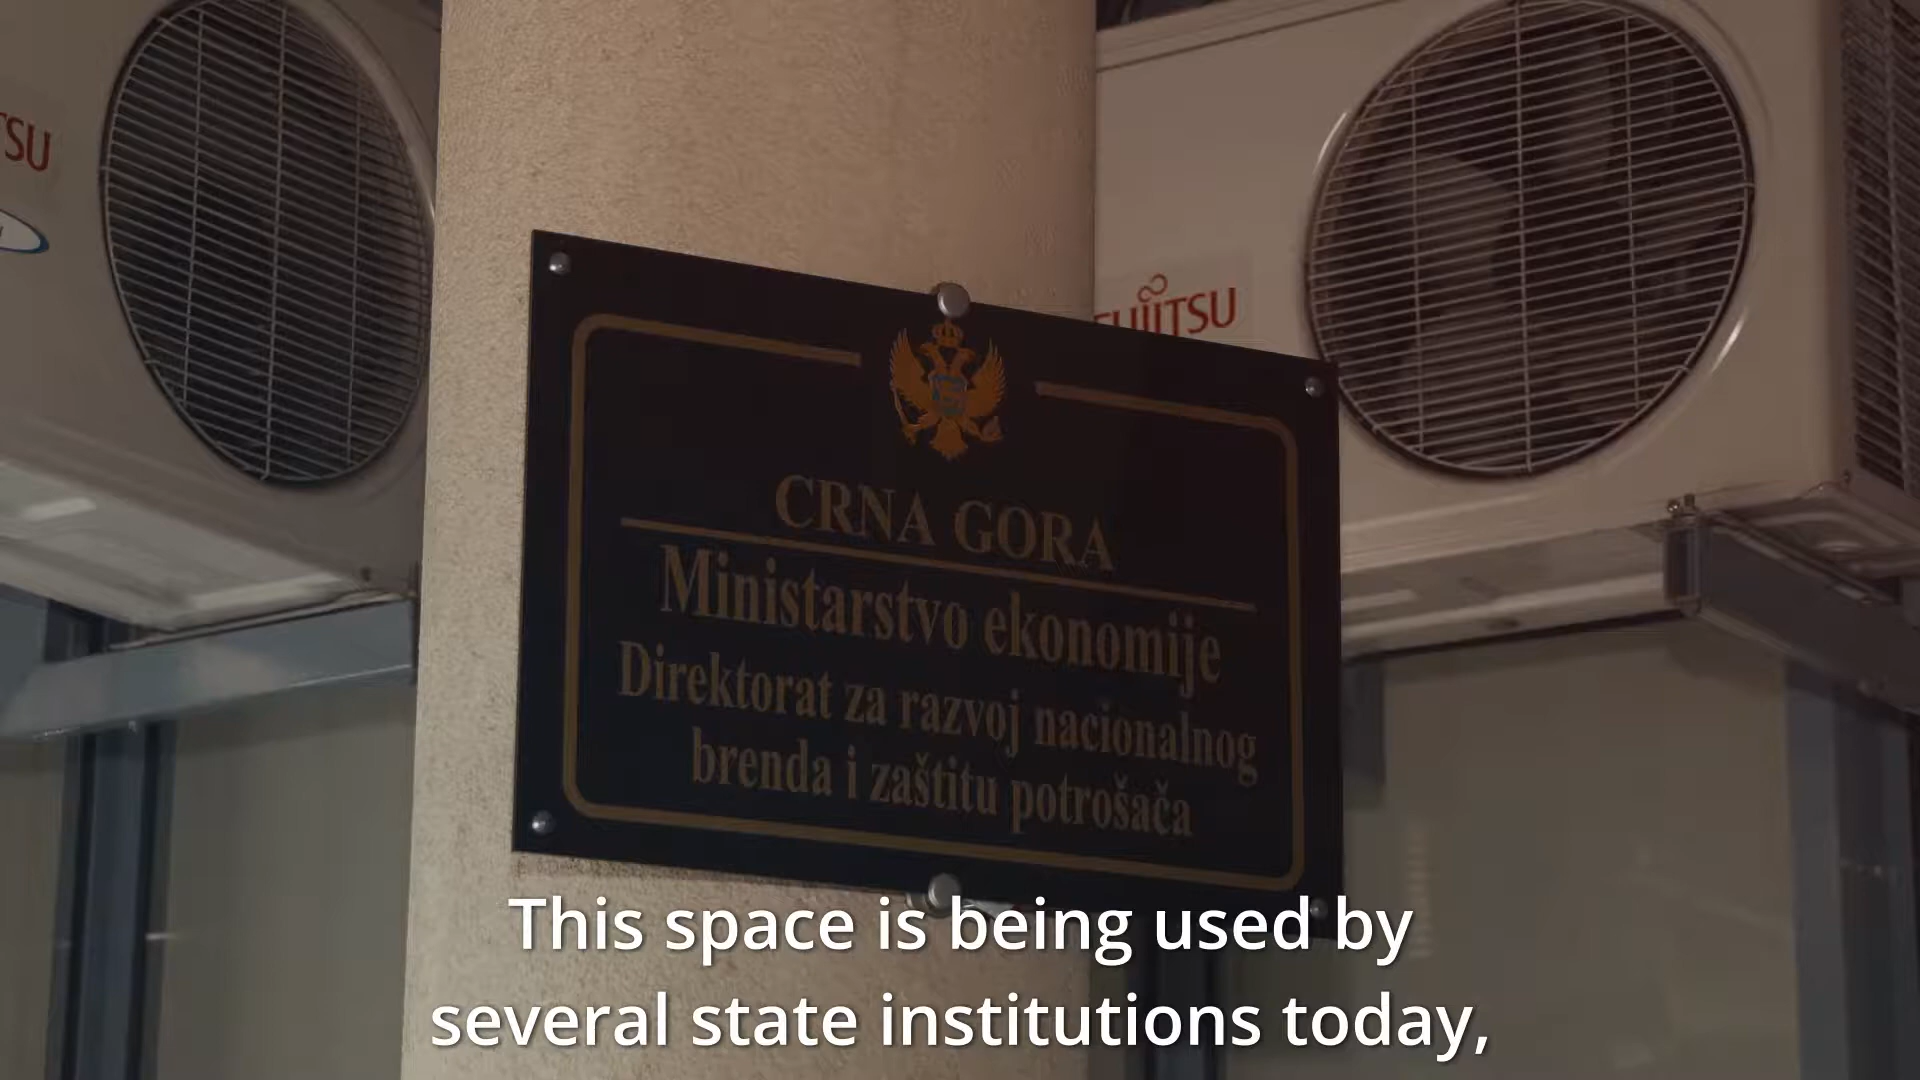 TSU
FUJITSU
CRNA GORA
Ministarstvo ekonomije
Direktorat za razvoj nacionalnog
brenda i zaštitu potrošača
This space is being used by
several state institutions today,